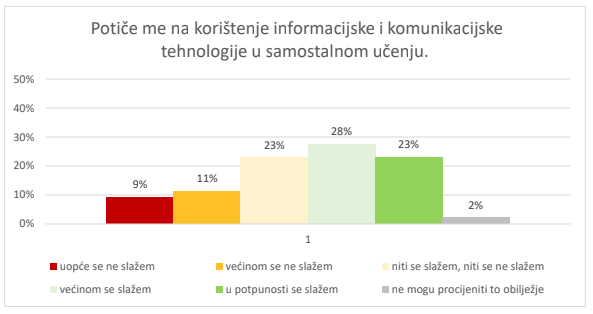 Potiče me na korištenje informacijske i komunikacijske
tehnologije u samostalnom učenju.
50%
40%
30%
20%
10%
0%
9%
11%
23%
28%
23%
2%
1
uopće se ne slažem
većinom se ne slažem
niti se slažem, niti se ne slažem
većinom se slažem
u potpunosti se slažem
ne mogu procijeniti to obilježje